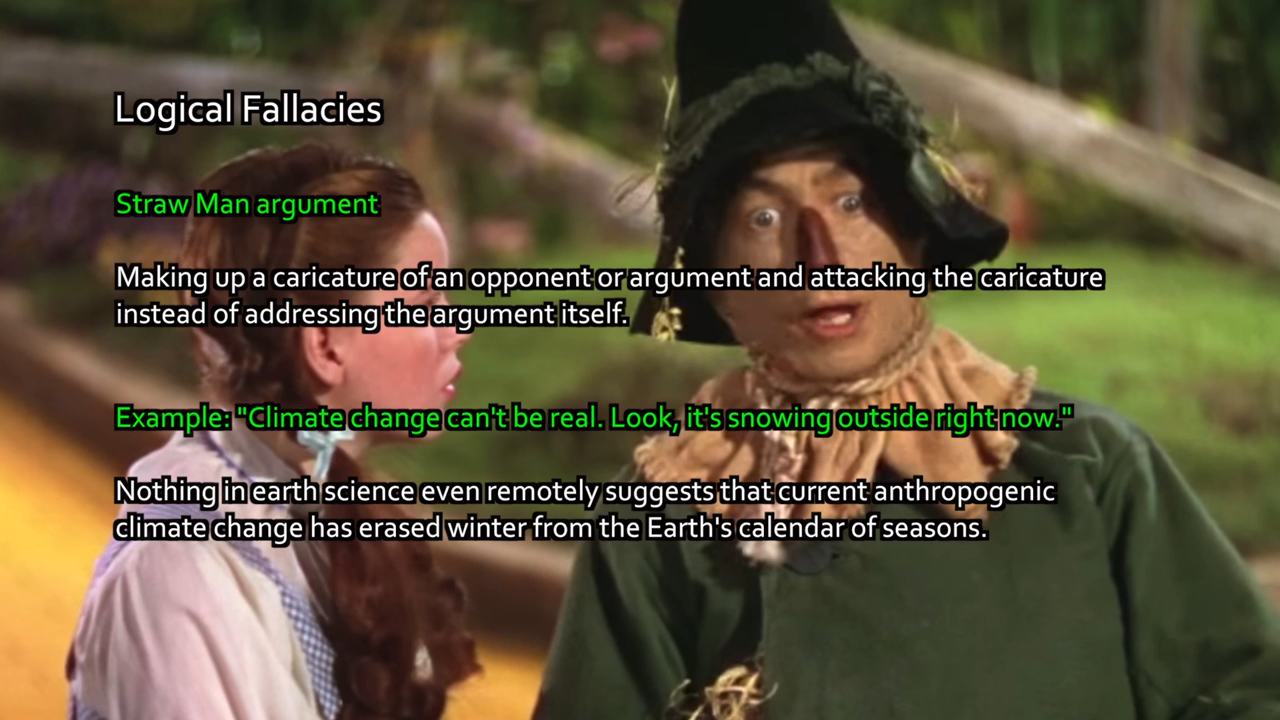 Logical Fallacies
Straw Man argument
Making up a caricature of an opponent or argument and attacking the caricature
instead of addressing the argument itself.
Example: "Climate change can't be real. Look, it's snowing outside right now."
Nothing in earth science even remotely suggests that current anthropogenic
climate change has erased winter from the Earth's calendar of seasons.